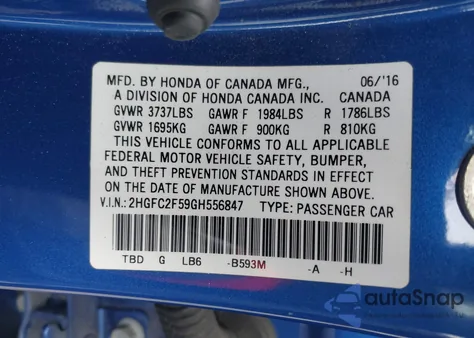 MFD. BY HONDA OF CANADA MFG., 06/'16
A DIVISION OF HONDA CANADA INC. CANADA
GVWR 3737LBS GAWR F 1984LBS R 1786LBS
GVWR 1695KG GAWR F 900KG R 810KG
THIS VEHICLE CONFORMS TO ALL APPLICABLE
FEDERAL MOTOR VEHICLE SAFETY, BUMPER,
AND THEFT PREVENTION STANDARDS IN EFFECT
ON THE DATE OF MANUFACTURE SHOWN ABOVE.
V.I.N.: 2HGFC2F59GH556847 TYPE: PASSENGER CAR
TBD G LB6 -B593M -A -H
autoSnap